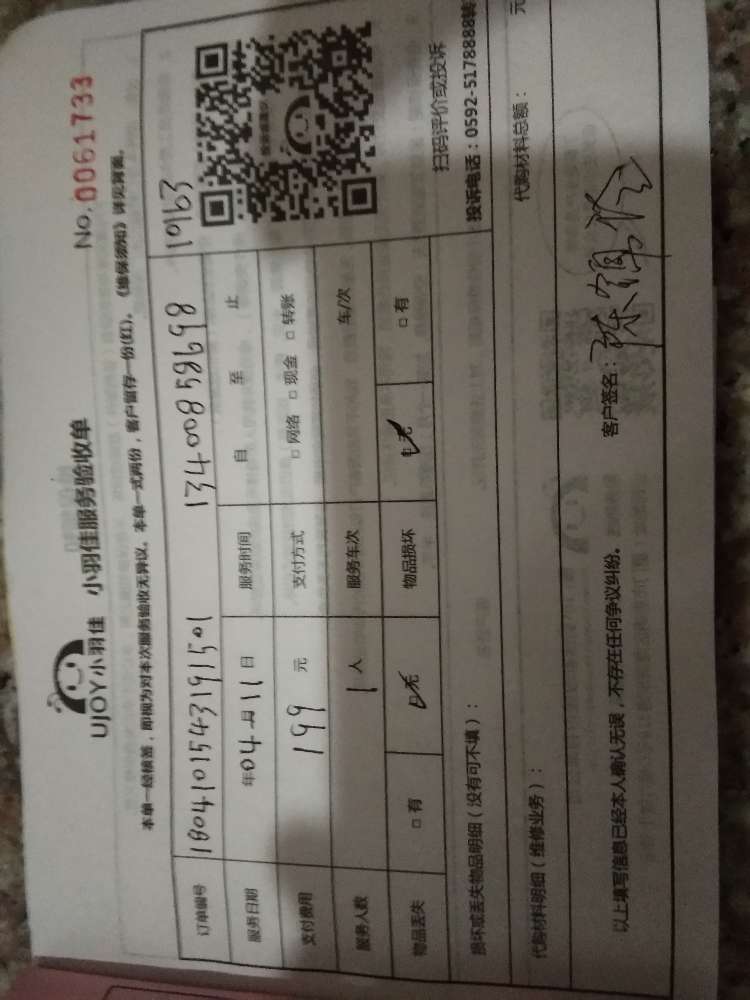 UJOY小羽佳 小羽佳服务验收单
No.0061733
本单一经核签，即视为对本次服务验收无异议。本单一式两份，客户留存一份(红)。《维保须知》详见背面。
订单编号 1804101543191501 13400858698 10163
服务日期 年04月11日 服务时间 自 至 止
支付费用 199 元 支付方式 □网络 □现金 □转账
服务人数 1 人 服务车次 车/次
物品丢失 □有 ☑无 物品损坏 ☑无 □有
扫码评价或投诉
投诉电话：0592-5178888转
损坏或丢失物品明细（没有可不填）：
代购材料明细（维修业务）： 代购材料总额： 元
以上填写信息已经本人确认无误，不存在任何争议纠纷。 客户签名：